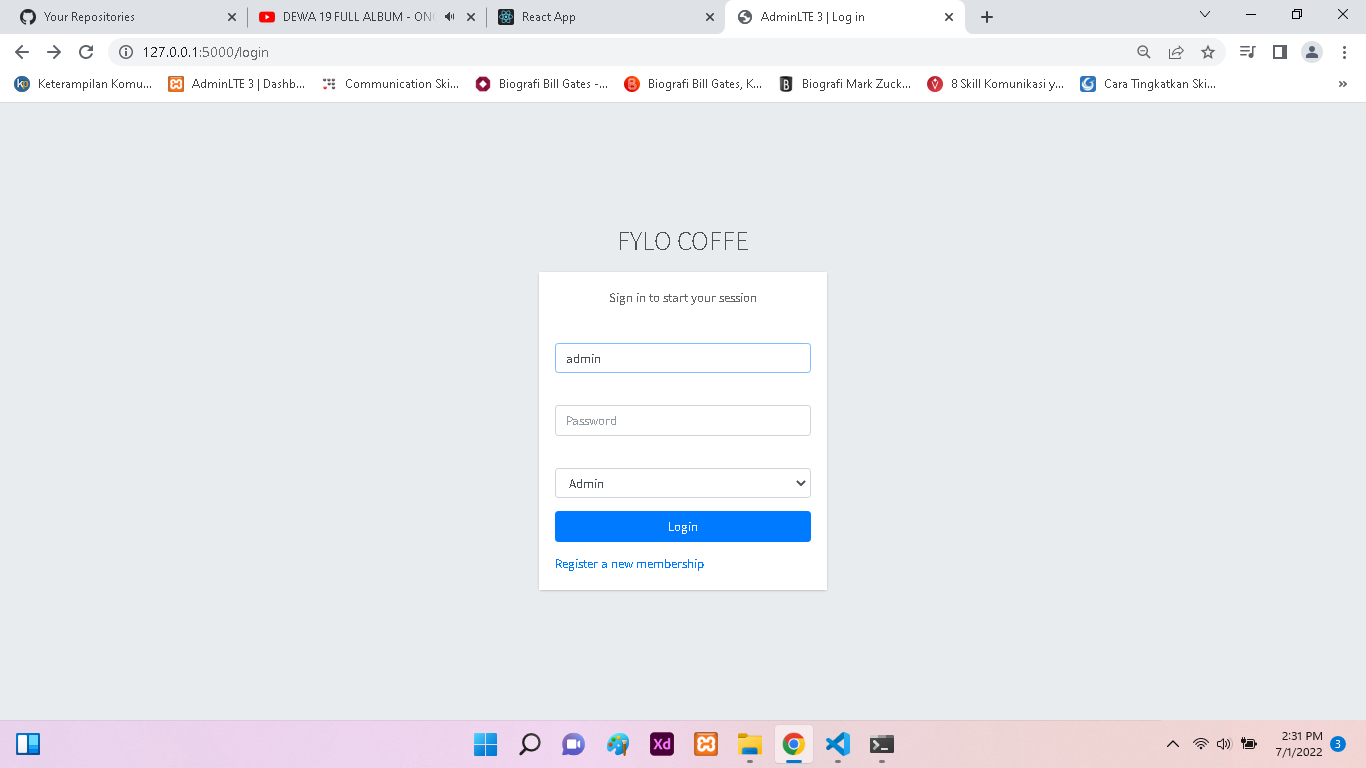 Your Repositories
DEWA 19 FULL ALBUM - ON
React App
AdminLTE 3 | Log in
127.0.0.1:5000/login
Keterampilan Komu...
AdminLTE 3 | Dashb...
Communication Ski...
Biografi Bill Gates -...
Biografi Bill Gates, K...
Biografi Mark Zuck...
8 Skill Komunikasi y...
Cara Tingkatkan Ski...
FYLO COFFE
Sign in to start your session
admin
Password
Admin
Login
Register a new membership
Xd
2:31 PM
7/1/2022
3